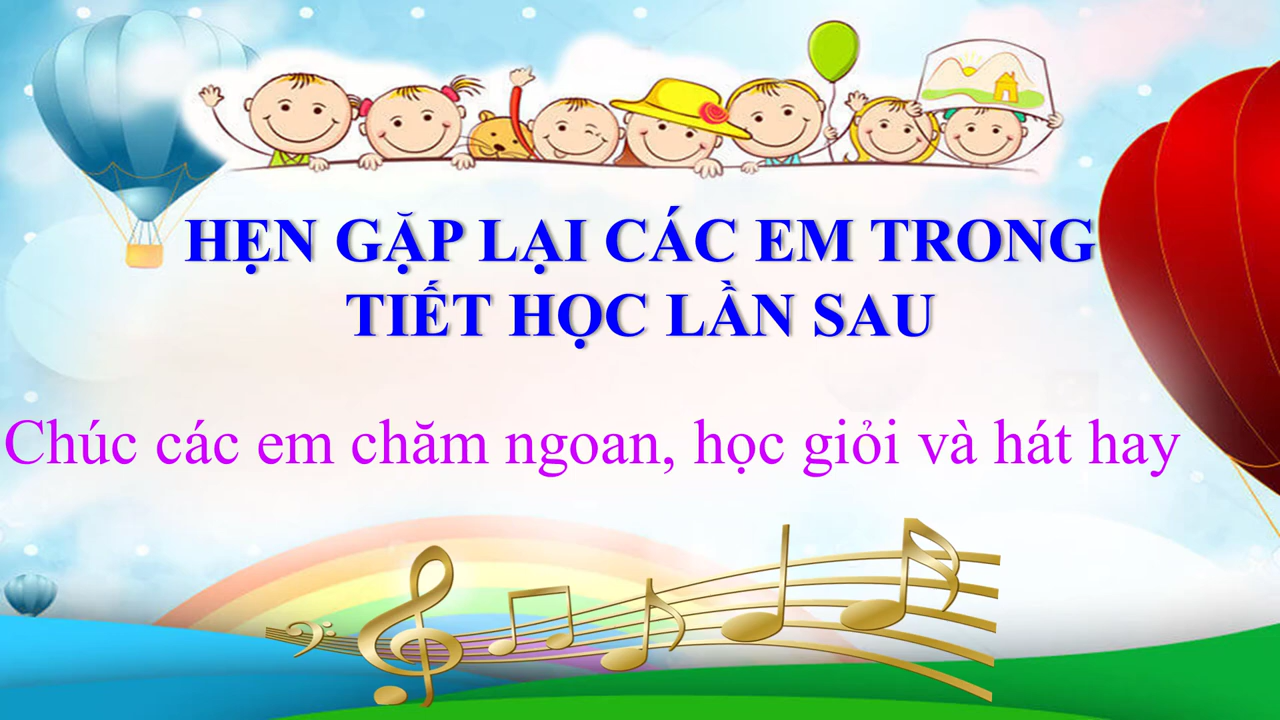 HẸN GẶP LẠI CÁC EM TRONG
TIẾT HỌC LẦN SAU
Chúc các em chăm ngoan, học giỏi và hát hay